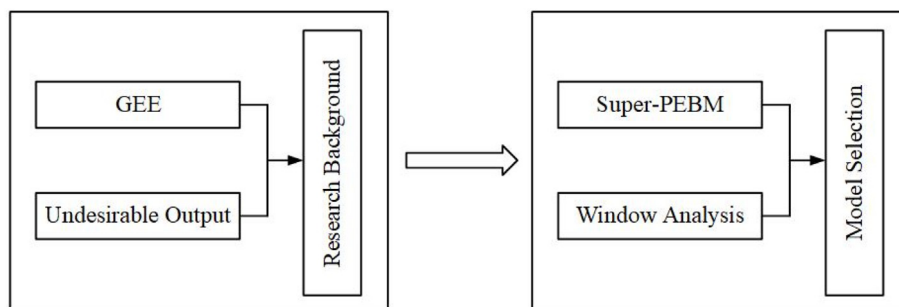 GEE
Undesirable Output
Research Background
Super-PEBM
Window Analysis
Model Selection